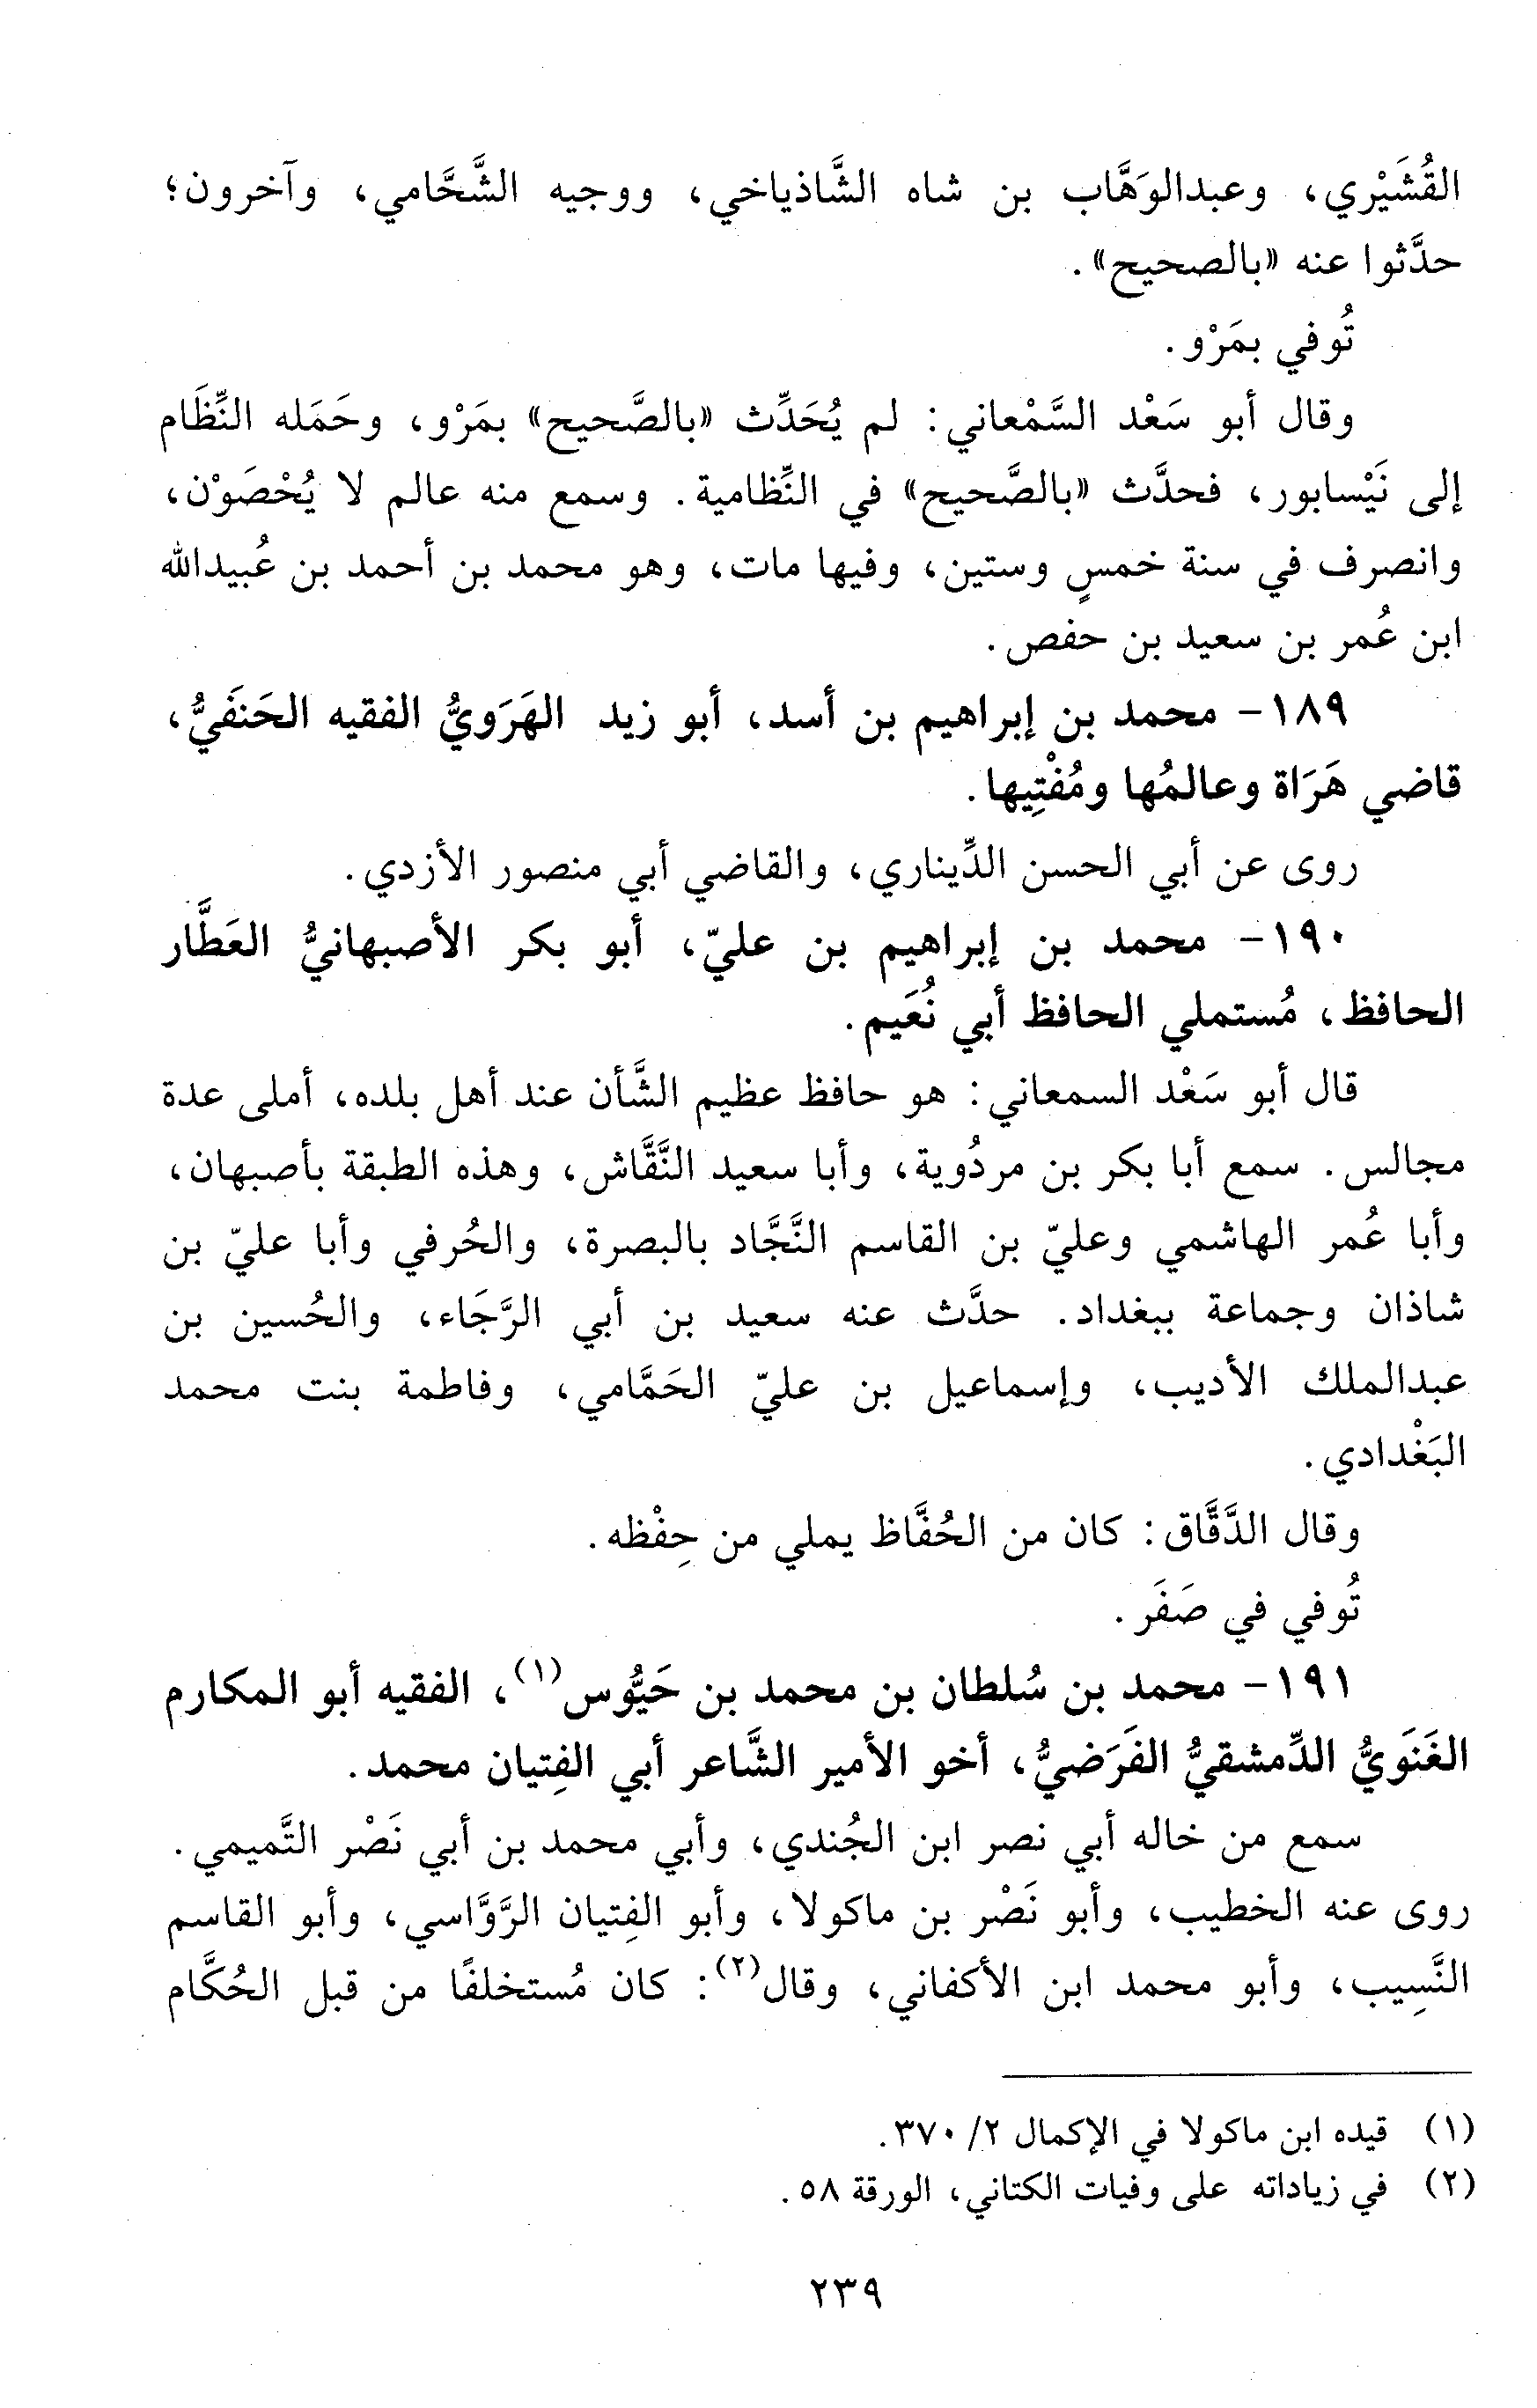 القُشَيْري، وعبدالوَهَّاب بن شاه الشَّاذياخي، ووجيه الشَّحَّامي، وآخرون؛
حدَّثوا عنه «بالصحيح».
تُوفي بمَرْو.
وقال أبو سَعْد السَّمْعاني: لم يُحَدِّث «بالصَّحيح» بمَرْو، وحَمَله النِّظَام
إلى نَيْسابور، فحدَّث «بالصَّحيح» في النِّظامية. وسمع منه عالم لا يُحْصَوْن،
وانصرف في سنة خمسٍ وستين، وفيها مات، وهو محمد بن أحمد بن عُبيدالله
ابن عُمر بن سعيد بن حفص.
١٨٩- محمد بن إبراهيم بن أسد، أبو زيد الهَرَويُّ الفقيه الحَنَفيُّ،
قاضي هَرَاة وعالمُها ومُفْتِيها.
روى عن أبي الحسن الدِّيناري، والقاضي أبي منصور الأزدي.
١٩٠- محمد بن إبراهيم بن عليّ، أبو بكر الأصبهانيُّ العَطَّار
الحافظ، مُستملي الحافظ أبي نُعَيم.
قال أبو سَعْد السمعاني: هو حافظ عظيم الشَّأن عند أهل بلده، أملى عدة
مجالس. سمع أبا بكر بن مردُوية، وأبا سعيد النَّقَّاش، وهذه الطبقة بأصبهان،
وأبا عُمر الهاشمي وعليّ بن القاسم النَّجَّاد بالبصرة، والحُرفي وأبا عليّ بن
شاذان وجماعة ببغداد. حدَّث عنه سعيد بن أبي الرَّجَاء، والحُسين بن
عبدالملك الأديب، وإسماعيل بن عليّ الحَمَّامي، وفاطمة بنت محمد
البَغْدادي.
وقال الدَّقَّاق: كان من الحُفَّاظ يملي من حِفْظه.
تُوفي في صَفَر.
١٩١- محمد بن سُلطان بن محمد بن حَيُّوس(١)، الفقيه أبو المكارم
الغَنَويُّ الدِّمشقيُّ الفَرَضيُّ، أخو الأمير الشَّاعر أبي الفِتيان محمد.
سمع من خاله أبي نصر ابن الجُندي، وأبي محمد بن أبي نَصْر التَّميمي.
روى عنه الخطيب، وأبو نَصْر بن ماكولا، وأبو الفِتيان الرَّوَّاسي، وأبو القاسم
النَّسِيب، وأبو محمد ابن الأكفاني، وقال(٢): كان مُستخلفًا من قبل الحُكَّام
(١) قيده ابن ماكولا في الإكمال ٢/ ٣٧٠.
(٢) في زياداته على وفيات الكتاني، الورقة ٥٨.
٢٣٩